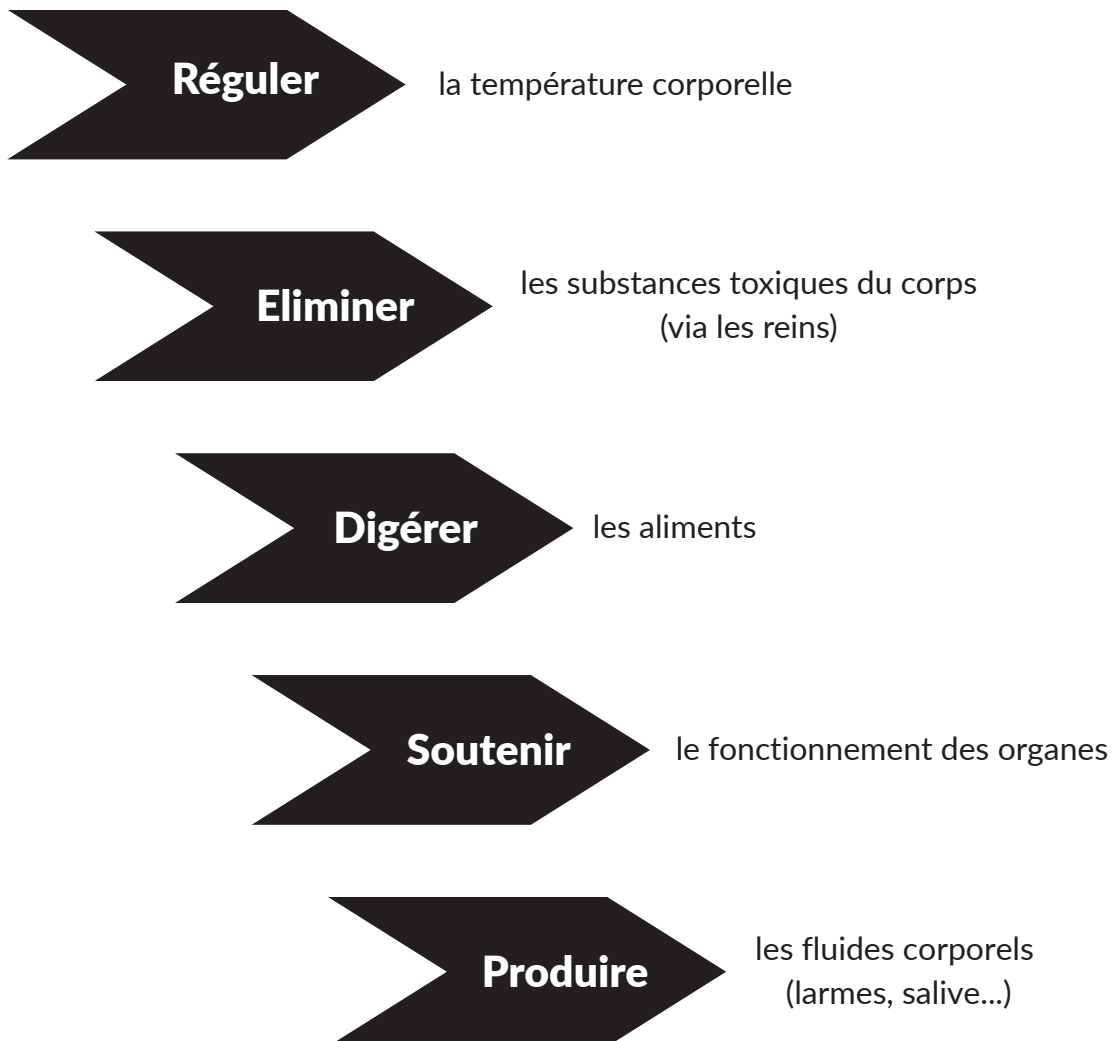 Réguler
la température corporelle
Eliminer
les substances toxiques du corps
(via les reins)
Digérer
les aliments
Soutenir
le fonctionnement des organes
Produire
les fluides corporels
(larmes, salive...)